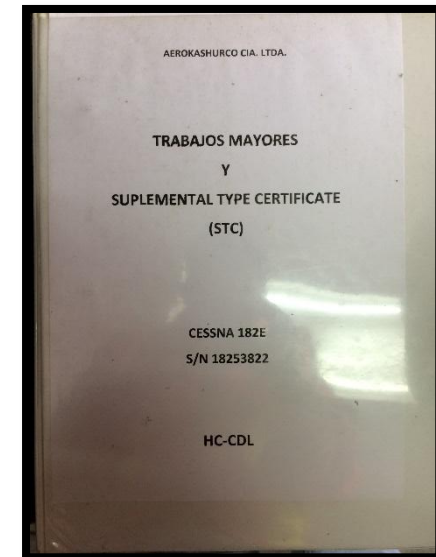 AEROKASHURCO CIA. LTDA.
TRABAJOS MAYORES
Y
SUPLEMENTAL TYPE CERTIFICATE
(STC)
CESSNA 182E
S/N 18253822
HC-CDL